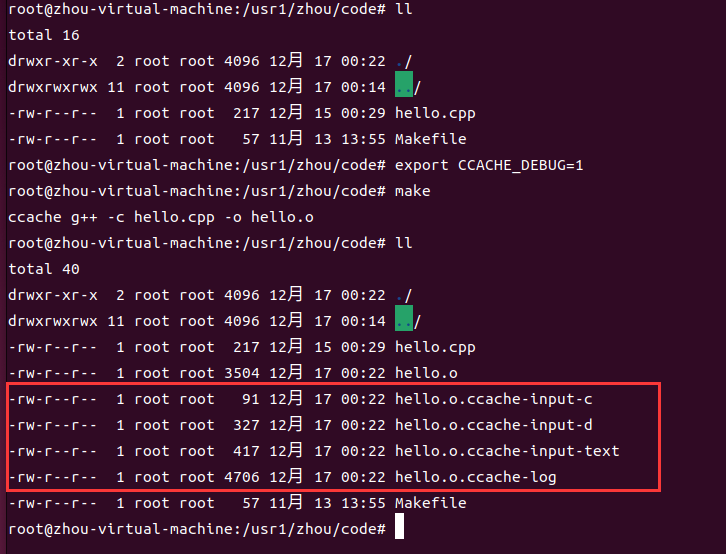 root@zhou-virtual-machine:/usr1/zhou/code# ll
total 16
drwxr-xr-x  2 root root 4096 12月 17 00:22 ./
drwxrwxrwx 11 root root 4096 12月 17 00:14 ../
-rw-r--r--  1 root root  217 12月 15 00:29 hello.cpp
-rw-r--r--  1 root root   57 11月 13 13:55 Makefile
root@zhou-virtual-machine:/usr1/zhou/code# export CCACHE_DEBUG=1
root@zhou-virtual-machine:/usr1/zhou/code# make
ccache g++ -c hello.cpp -o hello.o
root@zhou-virtual-machine:/usr1/zhou/code# ll
total 40
drwxr-xr-x  2 root root 4096 12月 17 00:22 ./
drwxrwxrwx 11 root root 4096 12月 17 00:14 ../
-rw-r--r--  1 root root  217 12月 15 00:29 hello.cpp
-rw-r--r--  1 root root 3504 12月 17 00:22 hello.o
-rw-r--r--  1 root root   91 12月 17 00:22 hello.o.ccache-input-c
-rw-r--r--  1 root root  327 12月 17 00:22 hello.o.ccache-input-d
-rw-r--r--  1 root root  417 12月 17 00:22 hello.o.ccache-input-text
-rw-r--r--  1 root root 4706 12月 17 00:22 hello.o.ccache-log
-rw-r--r--  1 root root   57 11月 13 13:55 Makefile
root@zhou-virtual-machine:/usr1/zhou/code#